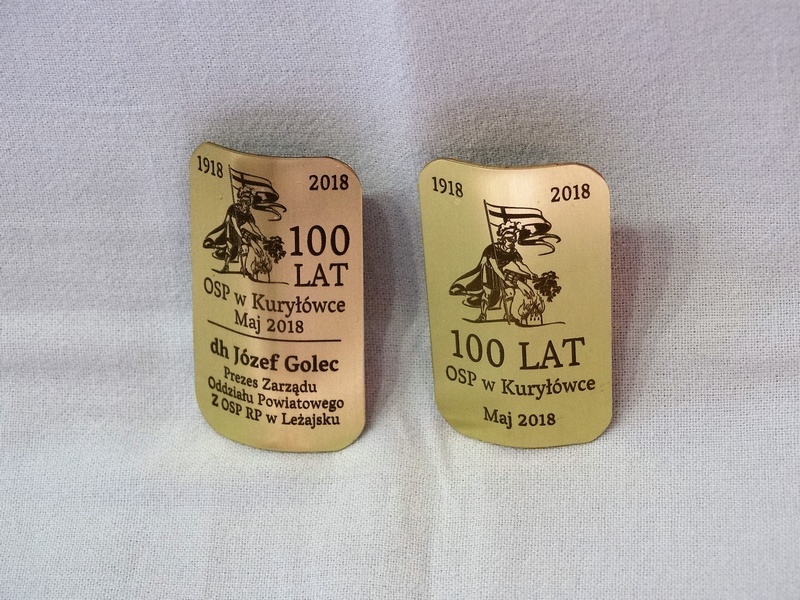 1918 2018
100
LAT
OSP w Kuryłówce
Maj 2018
dh Józef Golec
Prezes Zarządu
Oddziału Powiatowego
Z OSP RP w Leżajsku
1918 2018
100 LAT
OSP w Kuryłówce
Maj 2018